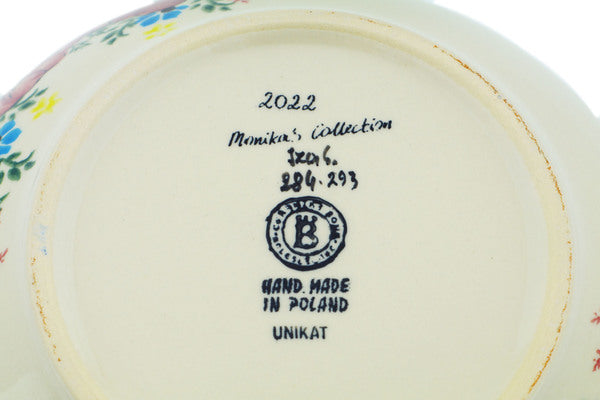 2022
Monika's Collection
284-293
HAND MADE
IN POLAND
UNIKAT